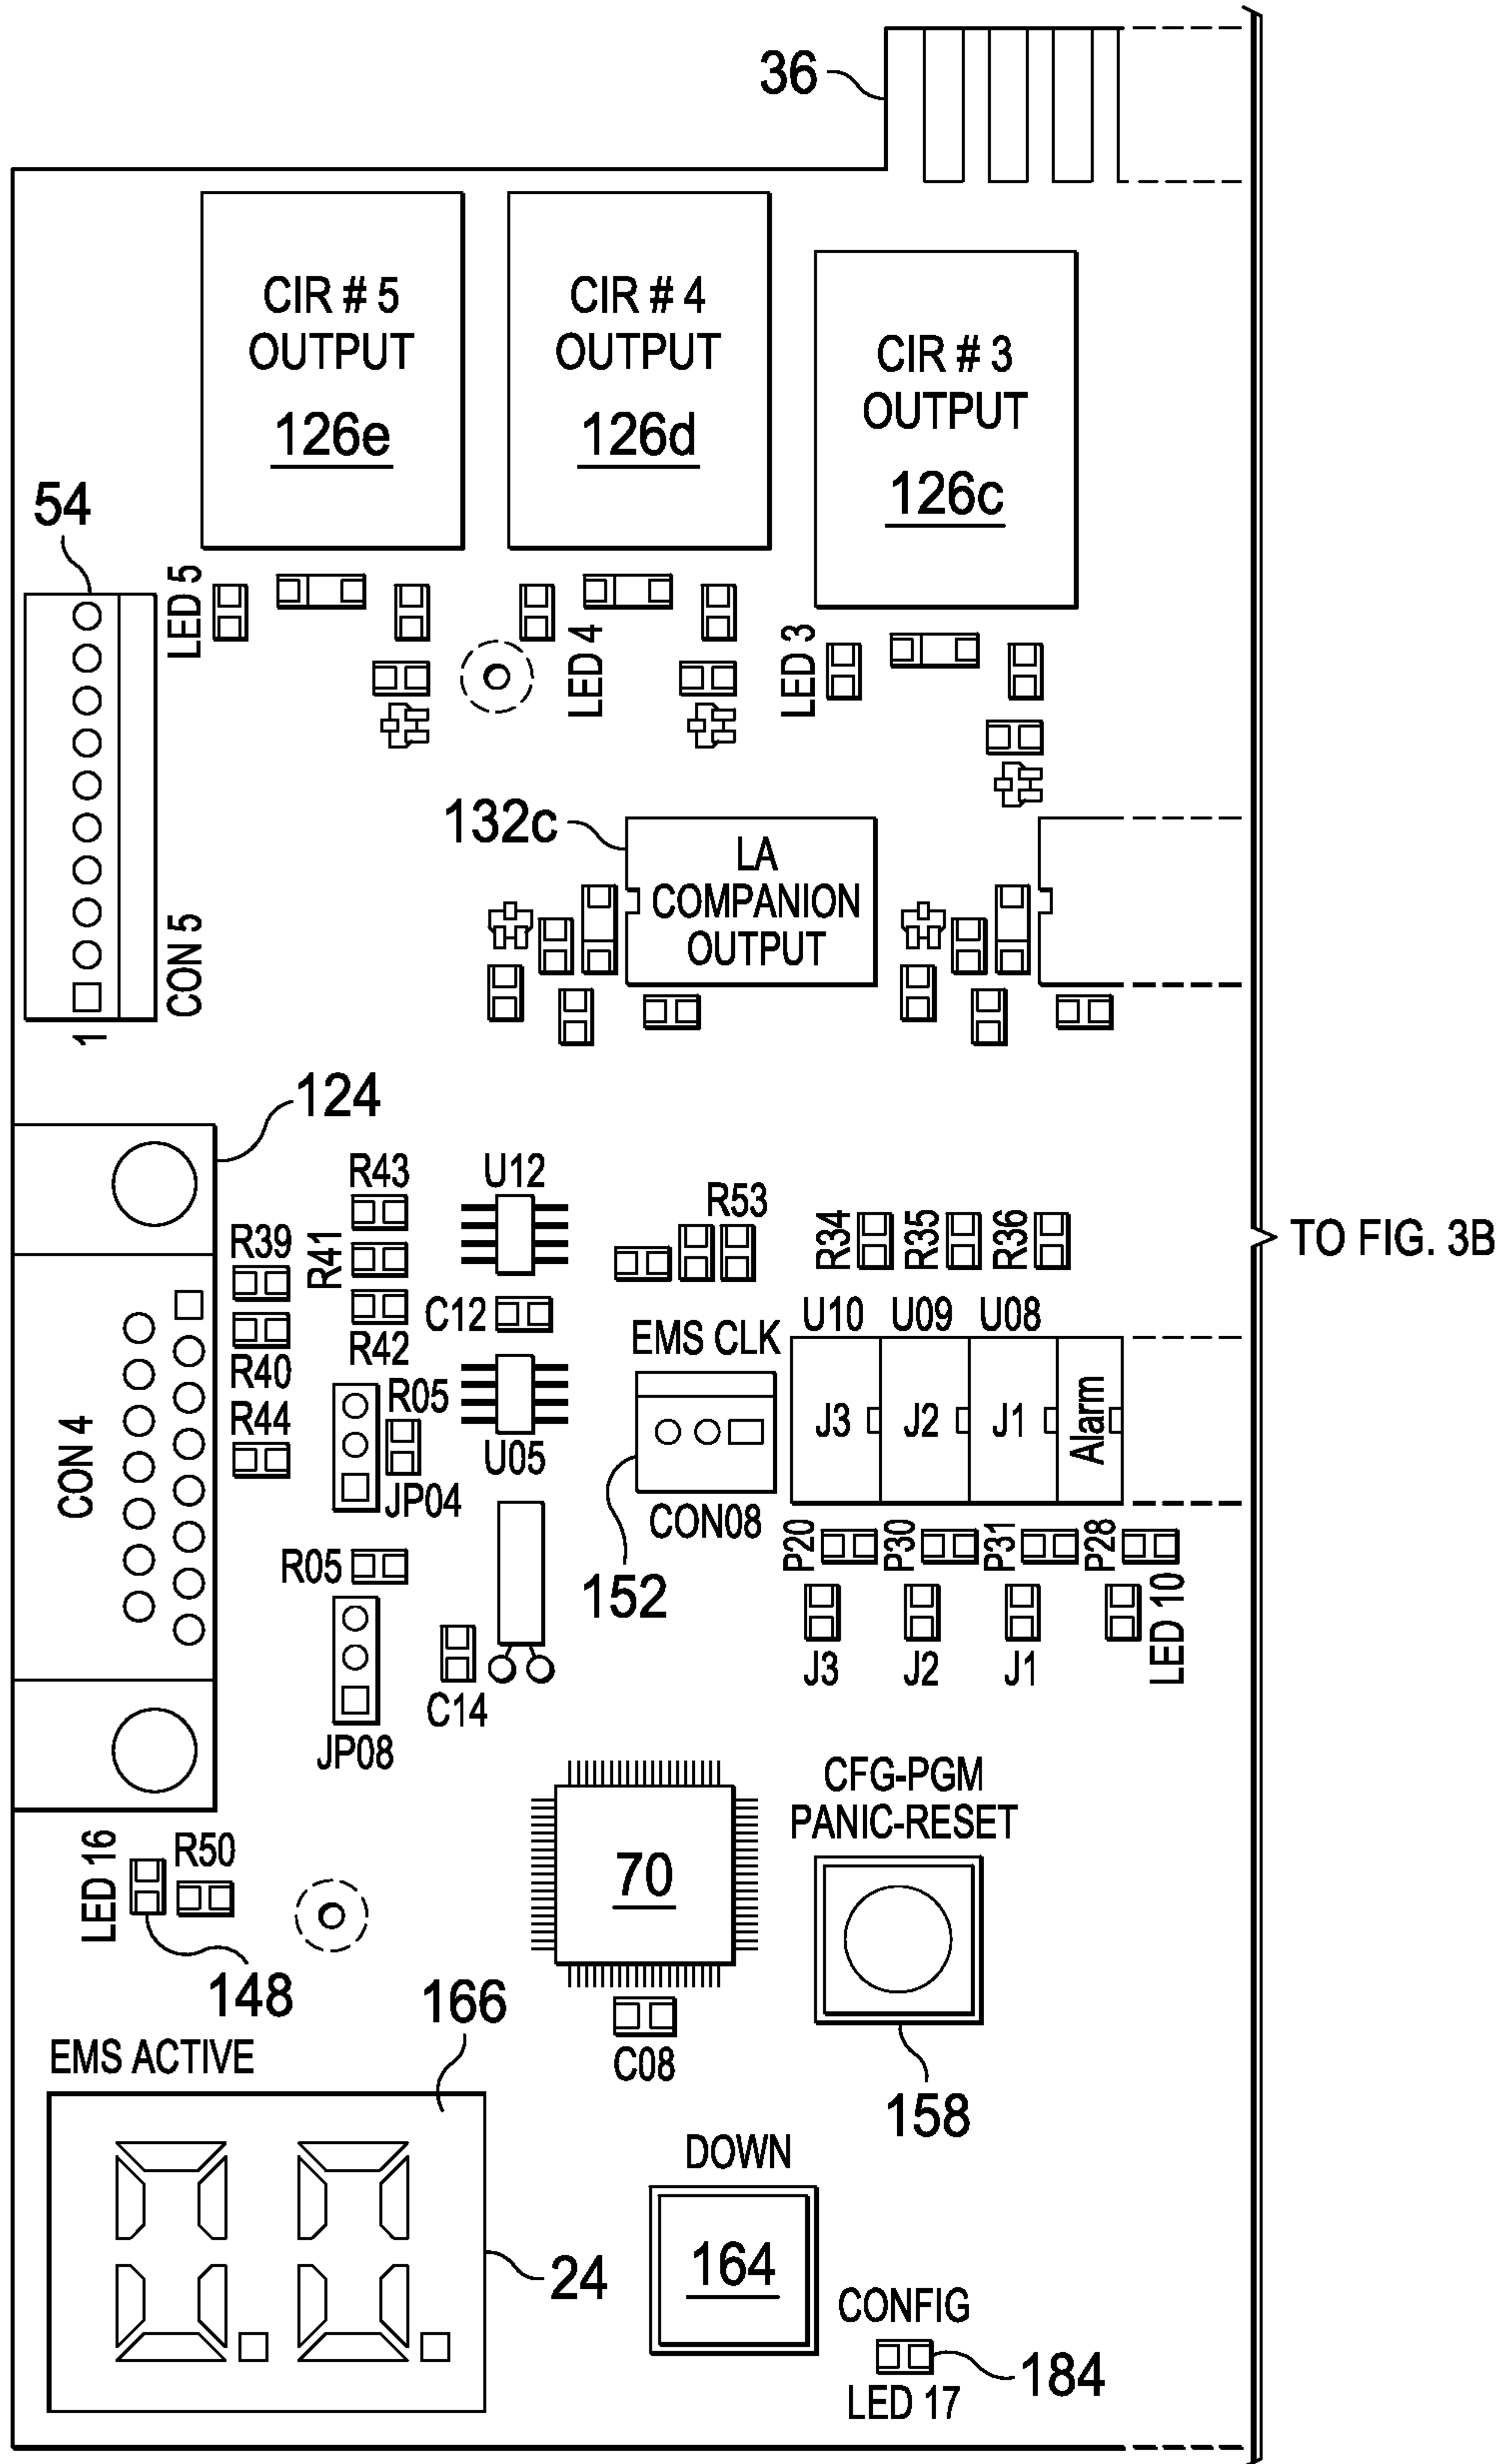 36
CIR # 5
OUTPUT
126e
CIR # 4
OUTPUT
126d
CIR # 3
OUTPUT
126c
54
LED 5
LED 4
LED 3
CON 5
1
132c
LA
COMPANION
OUTPUT
124
R43
U12
R53
R34
R35
R36
R39
R41
TO FIG. 3B
C12
U10
U09
U08
R40
R42
EMS CLK
R05
R44
CON 4
J3
J2
J1
Alarm
U05
JP04
CON08
R05
152
P20
P30
P31
P28
J3
J2
J1
LED 10
C14
JP08
CFG-PGM
PANIC-RESET
LED 16
R50
70
148
166
EMS ACTIVE
C08
158
DOWN
24
164
CONFIG
184
LED 17